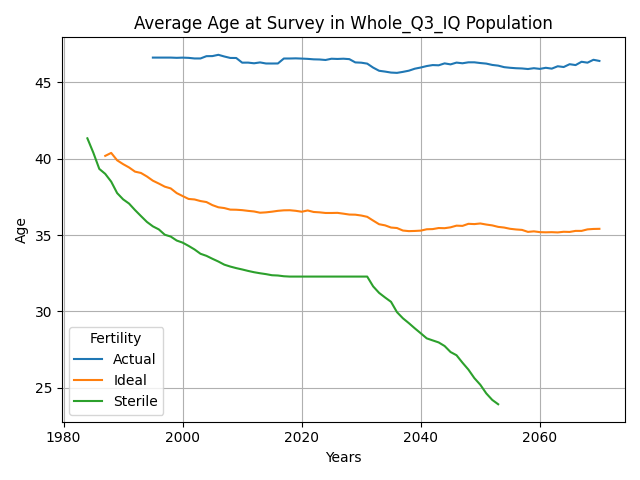 Average Age at Survey in Whole_Q3_IQ Population
Age
45
40
35
30
25
Fertility
Actual
Ideal
Sterile
1980
2000
2020
2040
2060
Years